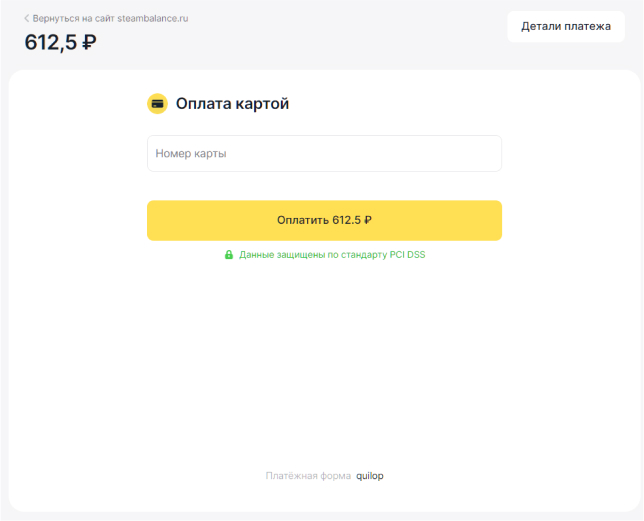 Вернуться на сайт steambalance.ru
612,5 ₽
Детали платежа
Оплата картой
Номер карты
Оплатить 612.5 ₽
Данные защищены по стандарту PCI DSS
Платёжная форма quilop